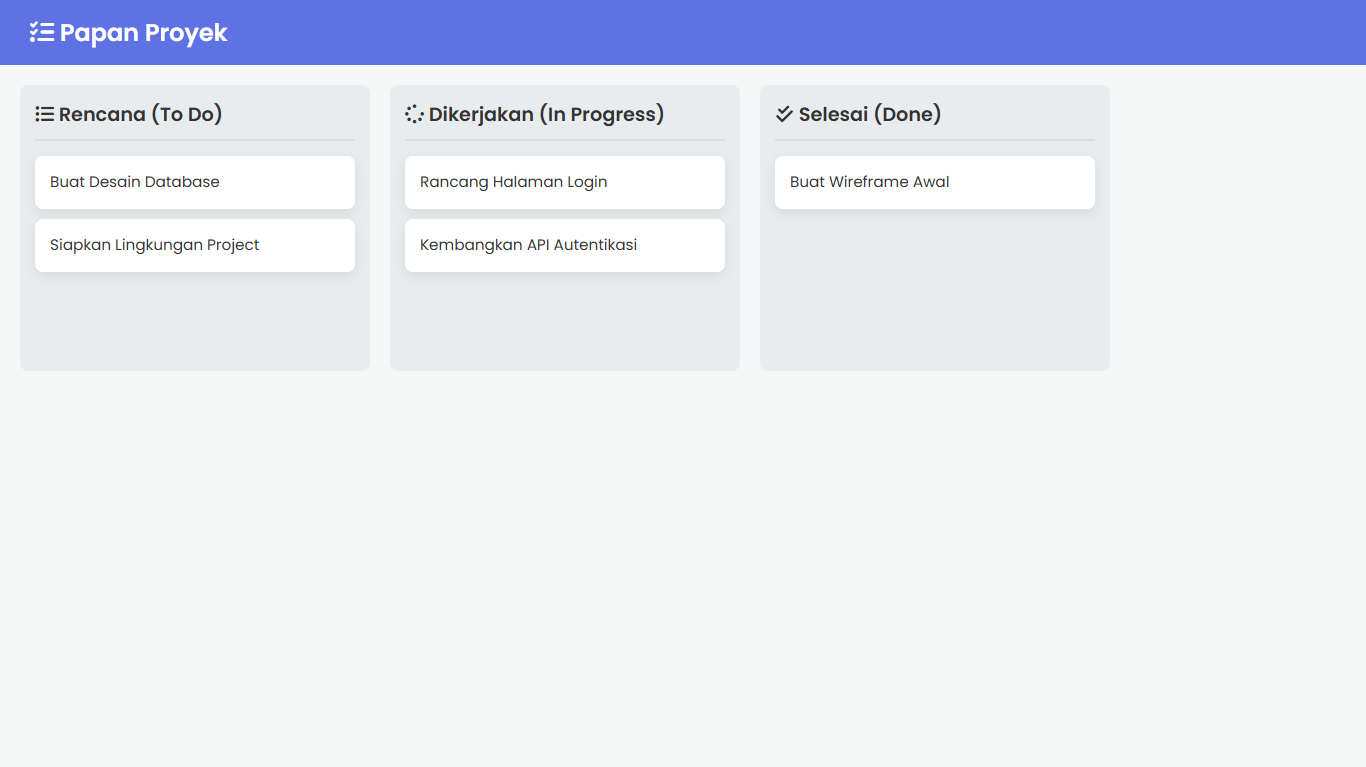 Papan Proyek
Rencana (To Do)
Buat Desain Database
Siapkan Lingkungan Project
Dikerjakan (In Progress)
Rancang Halaman Login
Kembangkan API Autentikasi
Selesai (Done)
Buat Wireframe Awal